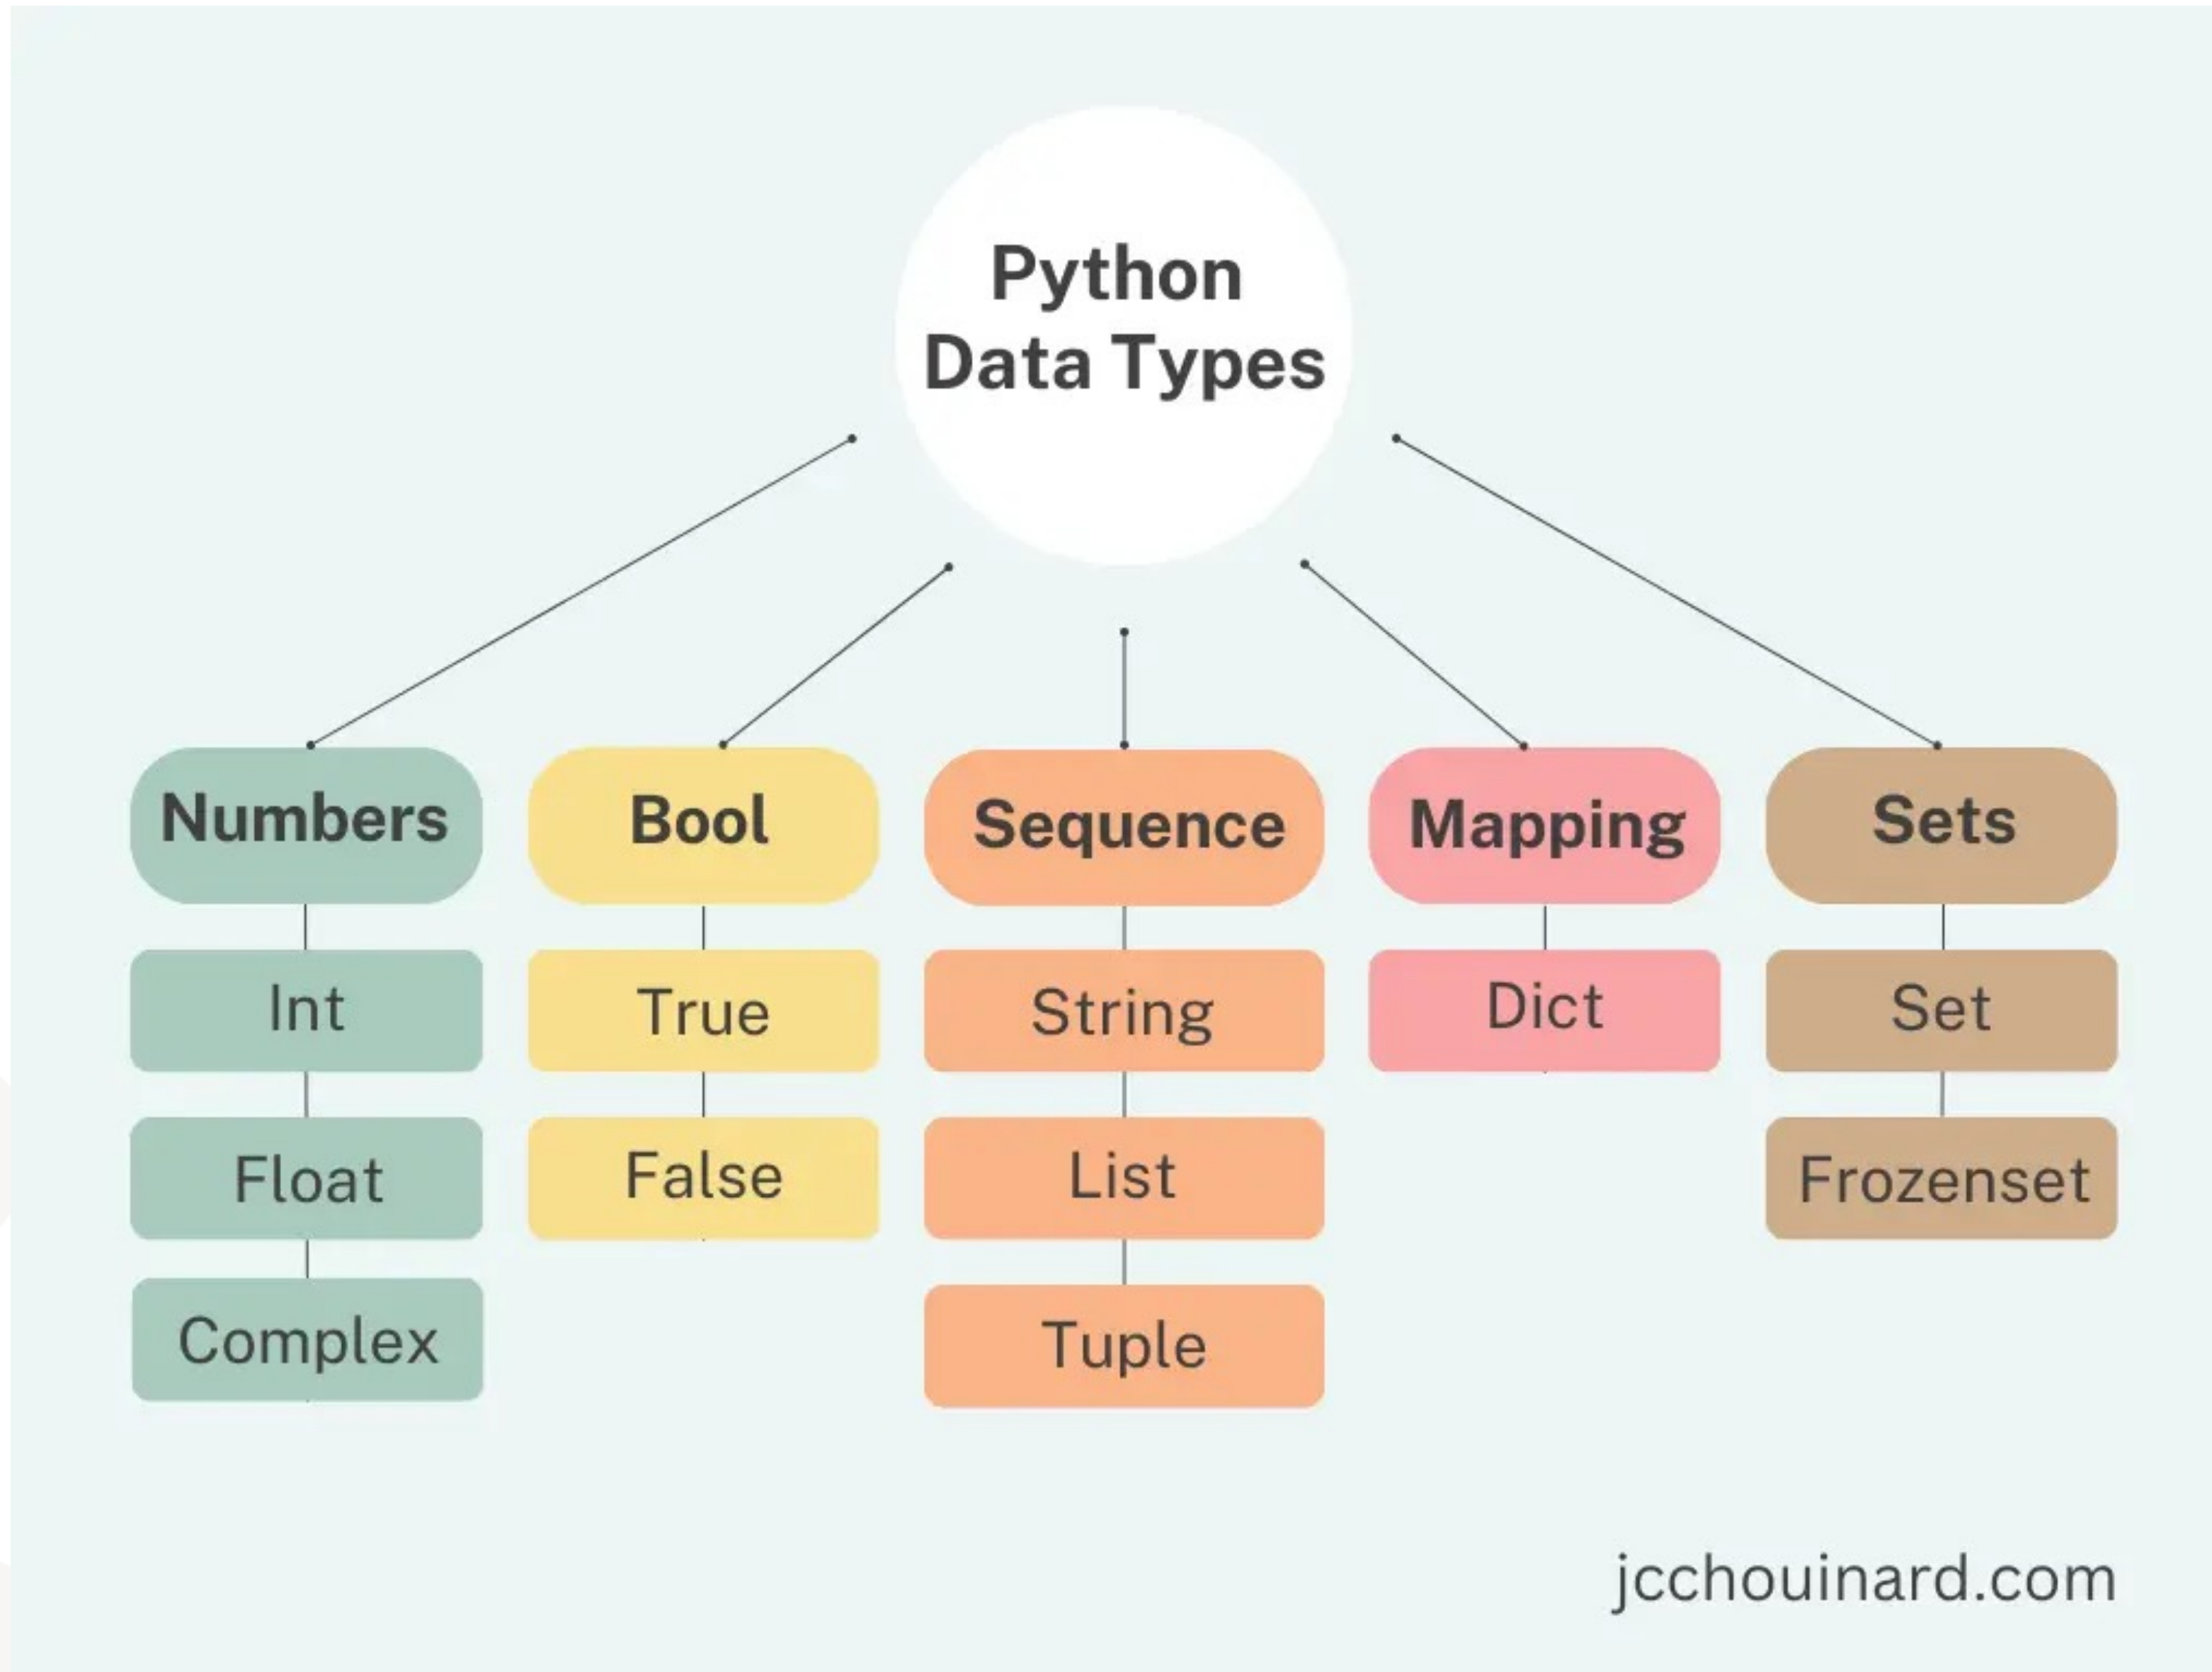 Python
Data Types
Numbers
Bool
Sequence
Mapping
Sets
Int
True
String
Dict
Set
Float
False
List
Frozenset
Complex
Tuple
jcchouinard.com